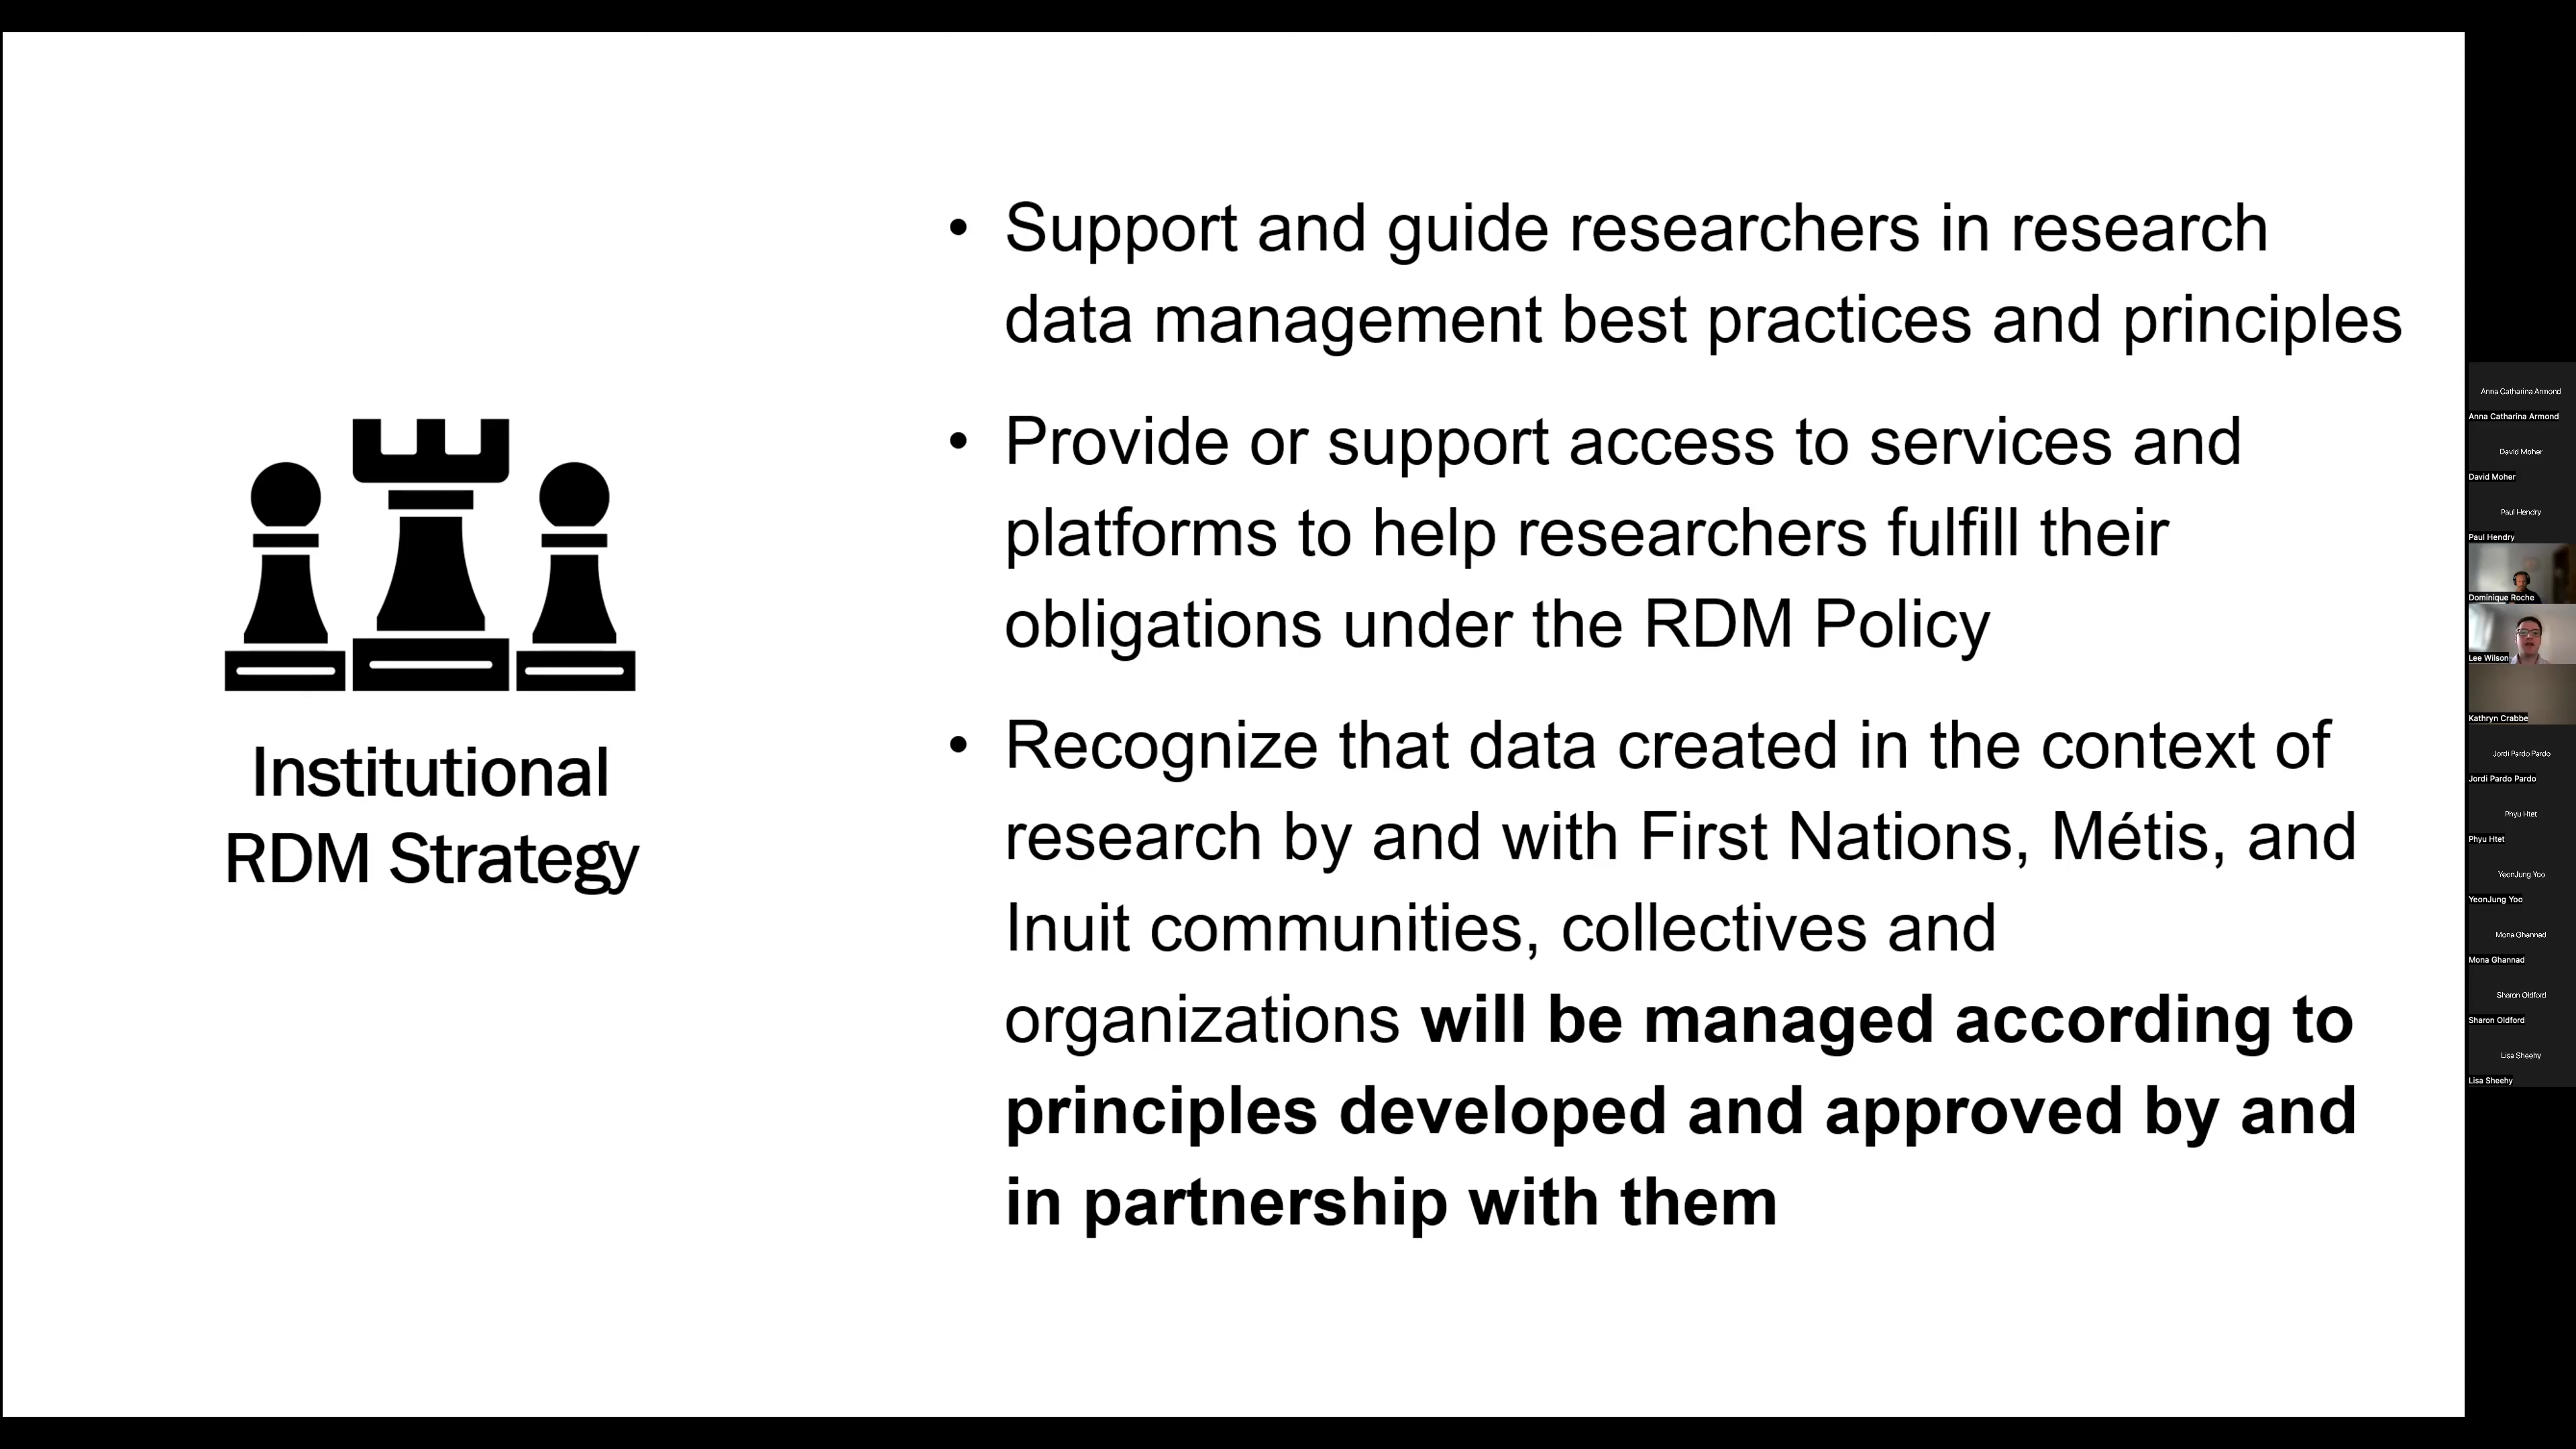 Institutional
RDM Strategy
• Support and guide researchers in research
data management best practices and principles
• Provide or support access to services and
platforms to help researchers fulfill their
obligations under the RDM Policy
• Recognize that data created in the context of
research by and with First Nations, Métis, and
Inuit communities, collectives and
organizations will be managed according to
principles developed and approved by and
in partnership with them
Anna Catharina Armond
Anna Catharina Armond
David Moher
David Moher
Paul Hendry
Paul Hendry
Dominique Roche
Lee Wilson
Kathryn Crabbe
Jordi Pardo Pardo
Jordi Pardo Pardo
Phyu Htet
Phyu Htet
YeonJung Yoo
YeonJung Yoo
Mona Ghannad
Mona Ghannad
Sharon Oldford
Sharon Oldford
Lisa Sheehy
Lisa Sheehy